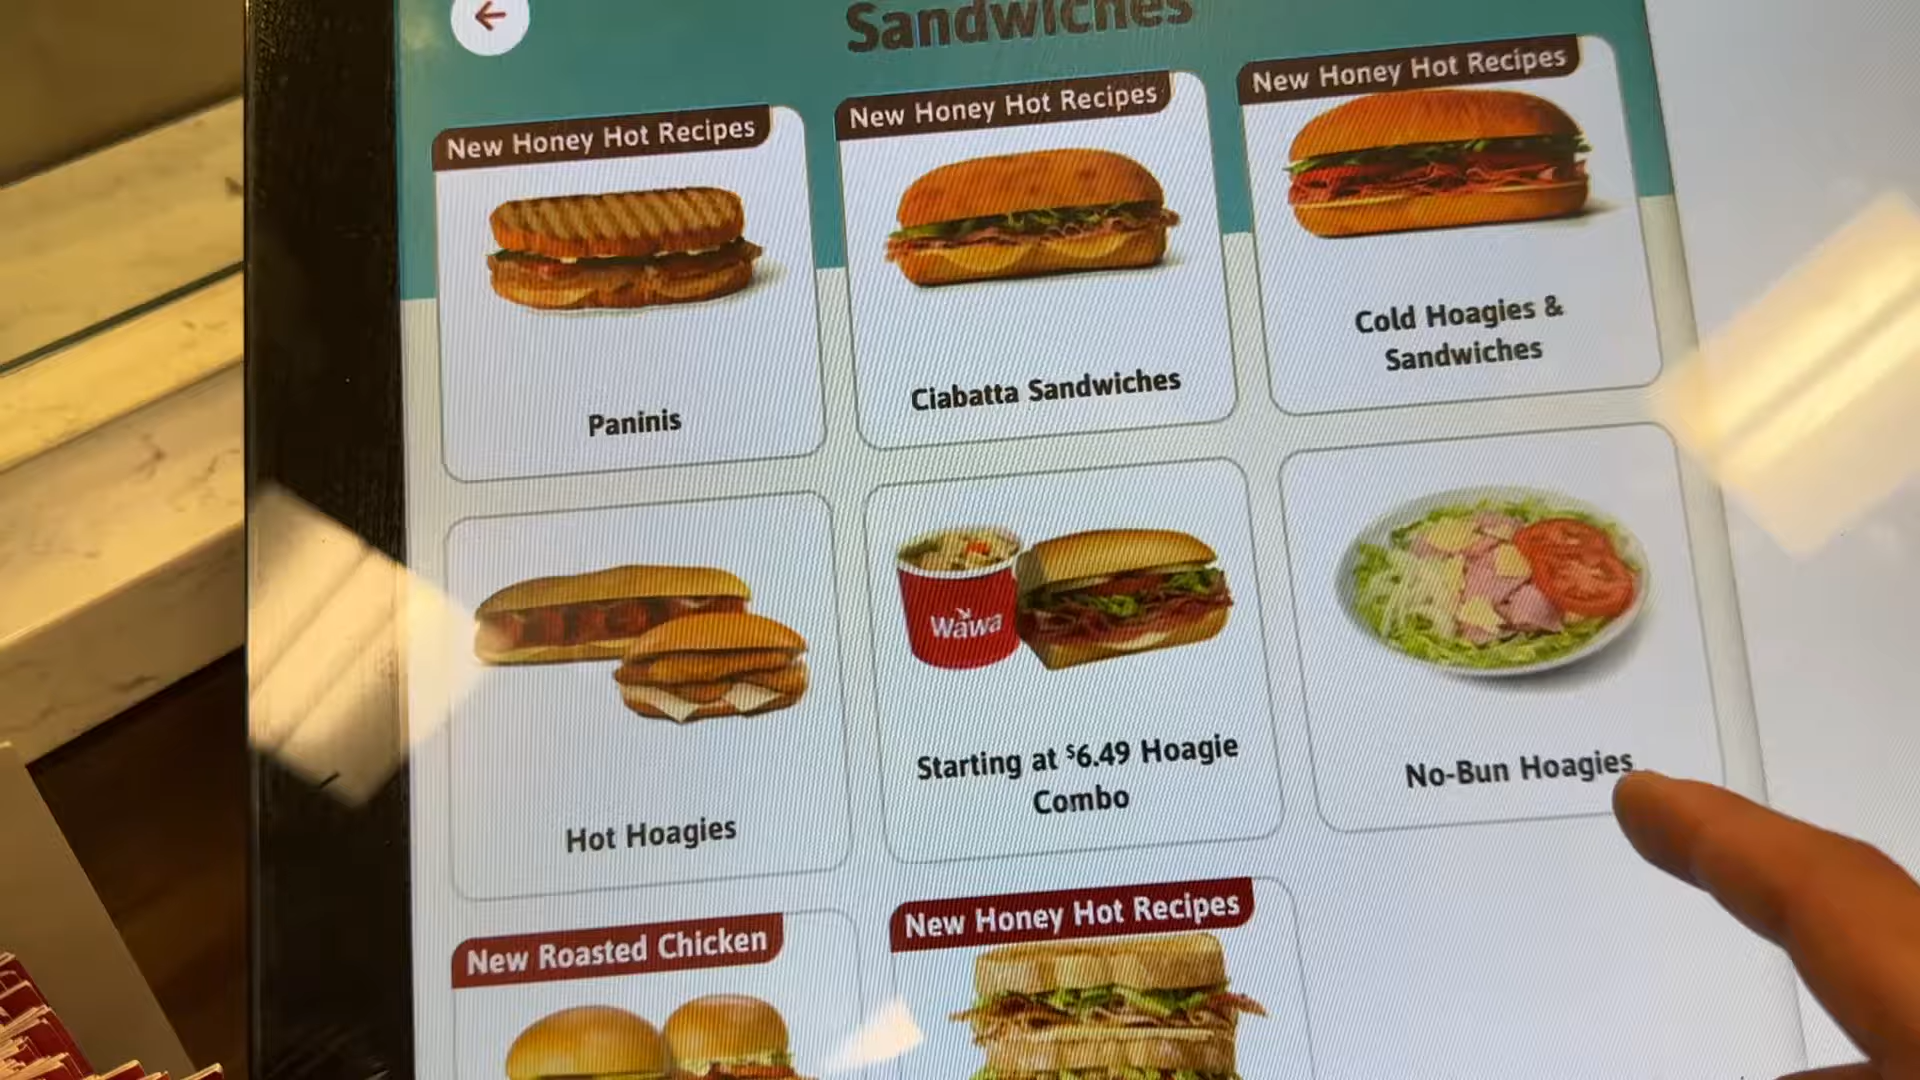 Sandwiches
New Honey Hot Recipes
Paninis
New Honey Hot Recipes
Ciabatta Sandwiches
New Honey Hot Recipes
Cold Hoagies &
Sandwiches
Hot Hoagies
Wawa
Starting at $6.49 Hoagie
Combo
No-Bun Hoagies
New Roasted Chicken
New Honey Hot Recipes